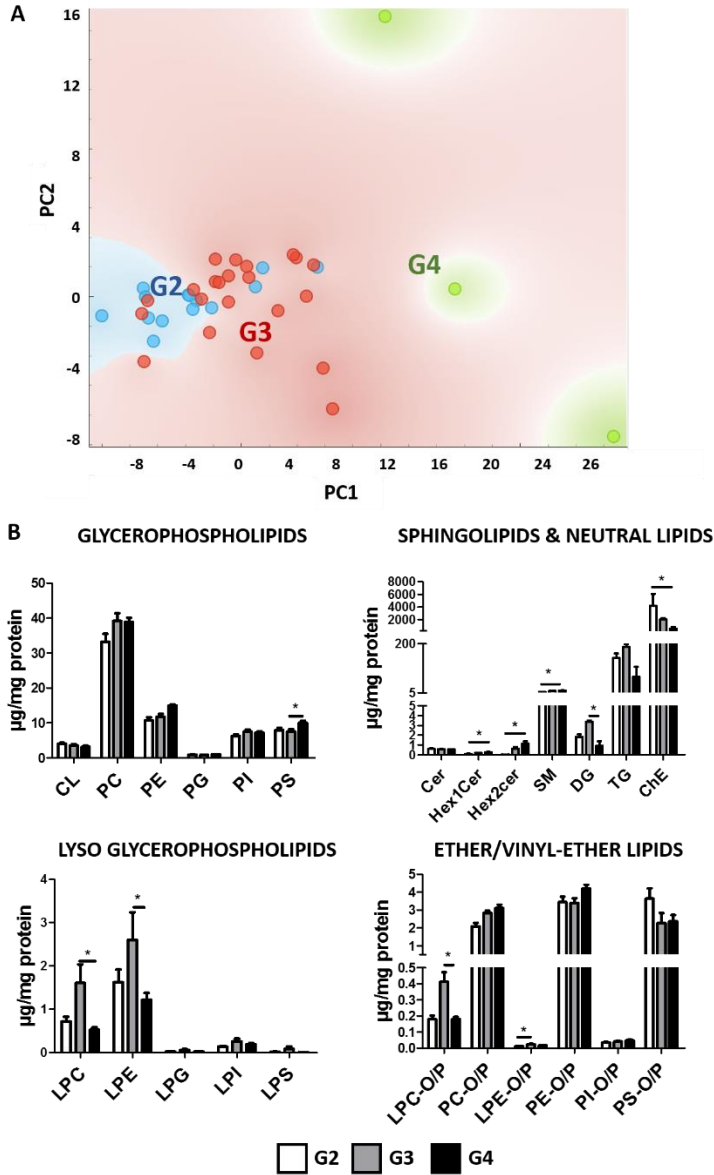 A
16
12
8
4
0
-4
-8
PC2
G2
G3
G4
-8
-4
0
4
8
12
16
20
24
26
PC1
B
GLYCEROPHOSPHOLIPIDS
µg/mg protein
50
40
30
20
10
0
*
CL
PC
PE
PG
PI
PS
SPHINGOLIPIDS & NEUTRAL LIPIDS
µg/mg protein
8000
6000
4000
2000
200
5
5
4
3
2
1
0
*
*
*
*
*
Cer
Hex1Cer
Hex2cer
SM
DG
TG
ChE
LYSO GLYCEROPHOSPHOLIPIDS
µg/mg protein
4
3
2
1
0
*
*
LPC
LPE
LPG
LPI
LPS
ETHER/VINYL-ETHER LIPIDS
µg/mg protein
5
4
3
2
1
0.5
0.4
0.3
0.2
0.1
0.0
*
*
LPC-O/P
PC-O/P
LPE-O/P
PE-O/P
PI-O/P
PS-O/P
G2
G3
G4